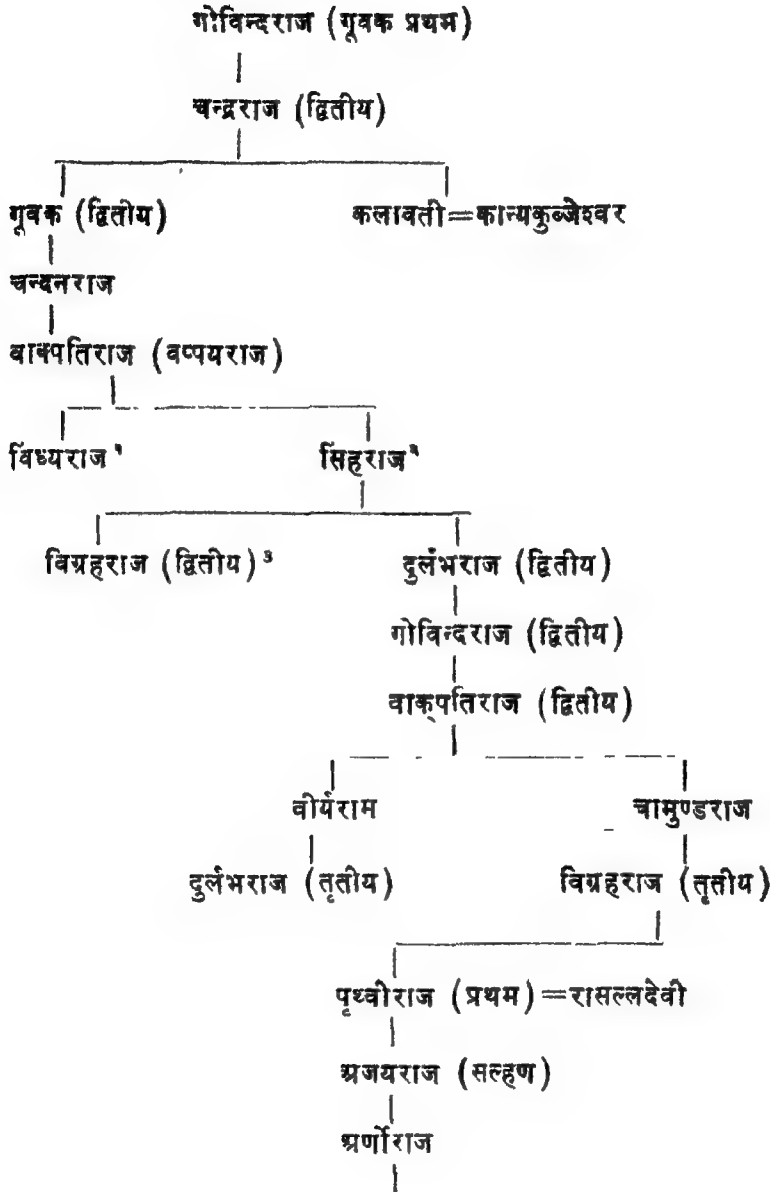 गोविन्दराज (गूवक प्रथम)
चन्द्रराज (द्वितीय)
गूवक (द्वितीय) कलावती=कान्यकुब्जेश्वर
चन्दनराज
वाक्पतिराज (वप्पयराज)
विंध्यराज¹ सिंहराज²
विग्रहराज (द्वितीय)³ दुर्लभराज (द्वितीय)
गोविन्दराज (द्वितीय)
वाक्‌पतिराज (द्वितीय)
वीर्यराम चामुण्डराज
दुर्लभराज (तृतीय) विग्रहराज (तृतीय)
पृथ्वीराज (प्रथम)=रासल्लदेवी
अजयराज (सल्हण)
अर्णोराज